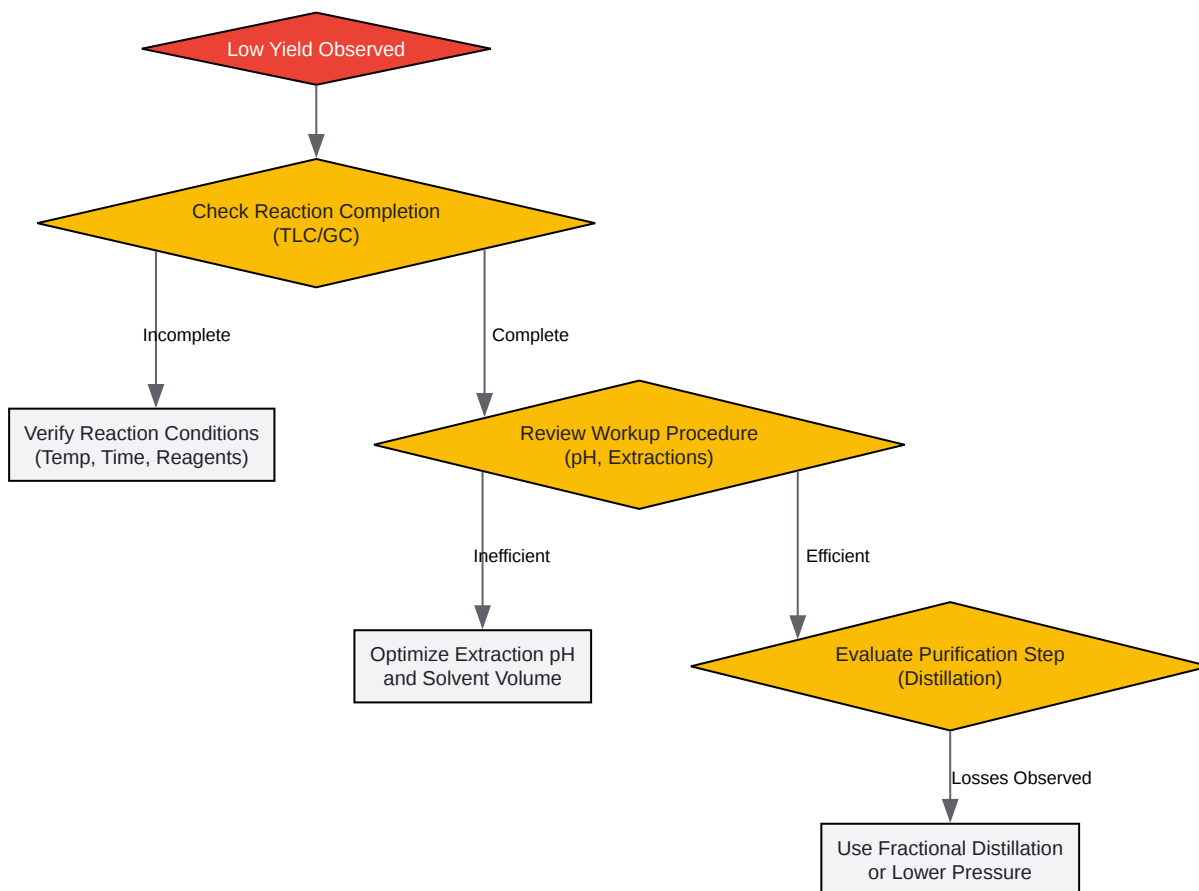 Low Yield Observed
Check Reaction Completion
(TLC/GC)
Incomplete
Complete
Verify Reaction Conditions
(Temp, Time, Reagents)
Review Workup Procedure
(pH, Extractions)
Inefficient
Efficient
Optimize Extraction pH
and Solvent Volume
Evaluate Purification Step
(Distillation)
Losses Observed
Use Fractional Distillation
or Lower Pressure